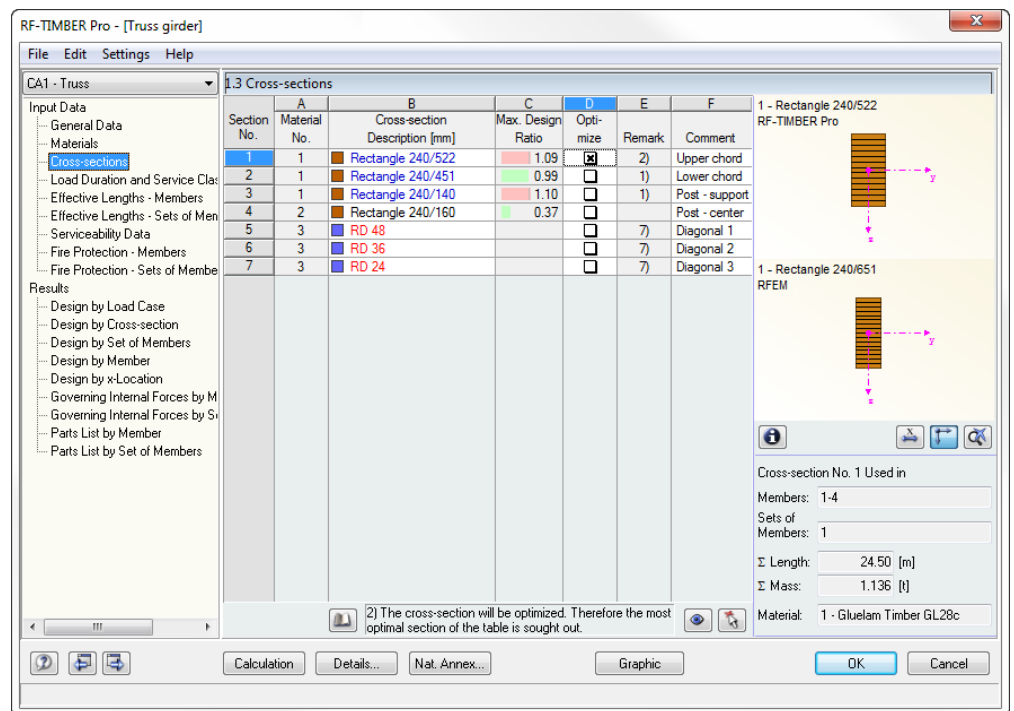 RF-TIMBER Pro - [Truss girder]
File Edit Settings Help
CA1 - Truss
Input Data
General Data
Materials
Cross-sections
Load Duration and Service Clas
Effective Lengths - Members
Effective Lengths - Sets of Men
Serviceability Data
Fire Protection - Members
Fire Protection - Sets of Membe
Results
Design by Load Case
Design by Cross-section
Design by Set of Members
Design by Member
Design by x-Location
Governing Internal Forces by M
Governing Internal Forces by S
Parts List by Member
Parts List by Set of Members
1.3 Cross-sections
A B C D E F
Section Material Cross-section Max. Design Opti-
No. No. Description [mm] Ratio mize Remark Comment
1 1 Rectangle 240/522 1.09 2) Upper chord
2 1 Rectangle 240/451 0.99 1) Lower chord
3 1 Rectangle 240/140 1.10 1) Post - support
4 2 Rectangle 240/160 0.37 Post - center
5 3 RD 48 7) Diagonal 1
6 3 RD 36 7) Diagonal 2
7 3 RD 24 7) Diagonal 3
2) The cross-section will be optimized. Therefore the most
optimal section of the table is sought out.
1 - Rectangle 240/522
RF-TIMBER Pro
y
z
1 - Rectangle 240/651
RFEM
y
z
Cross-section No. 1 Used in
Members: 1-4
Sets of
Members: 1
Σ Length: 24.50 [m]
Σ Mass: 1.136 [t]
Material: 1 - Gluelam Timber GL28c
Calculation Details... Nat. Annex... Graphic OK Cancel